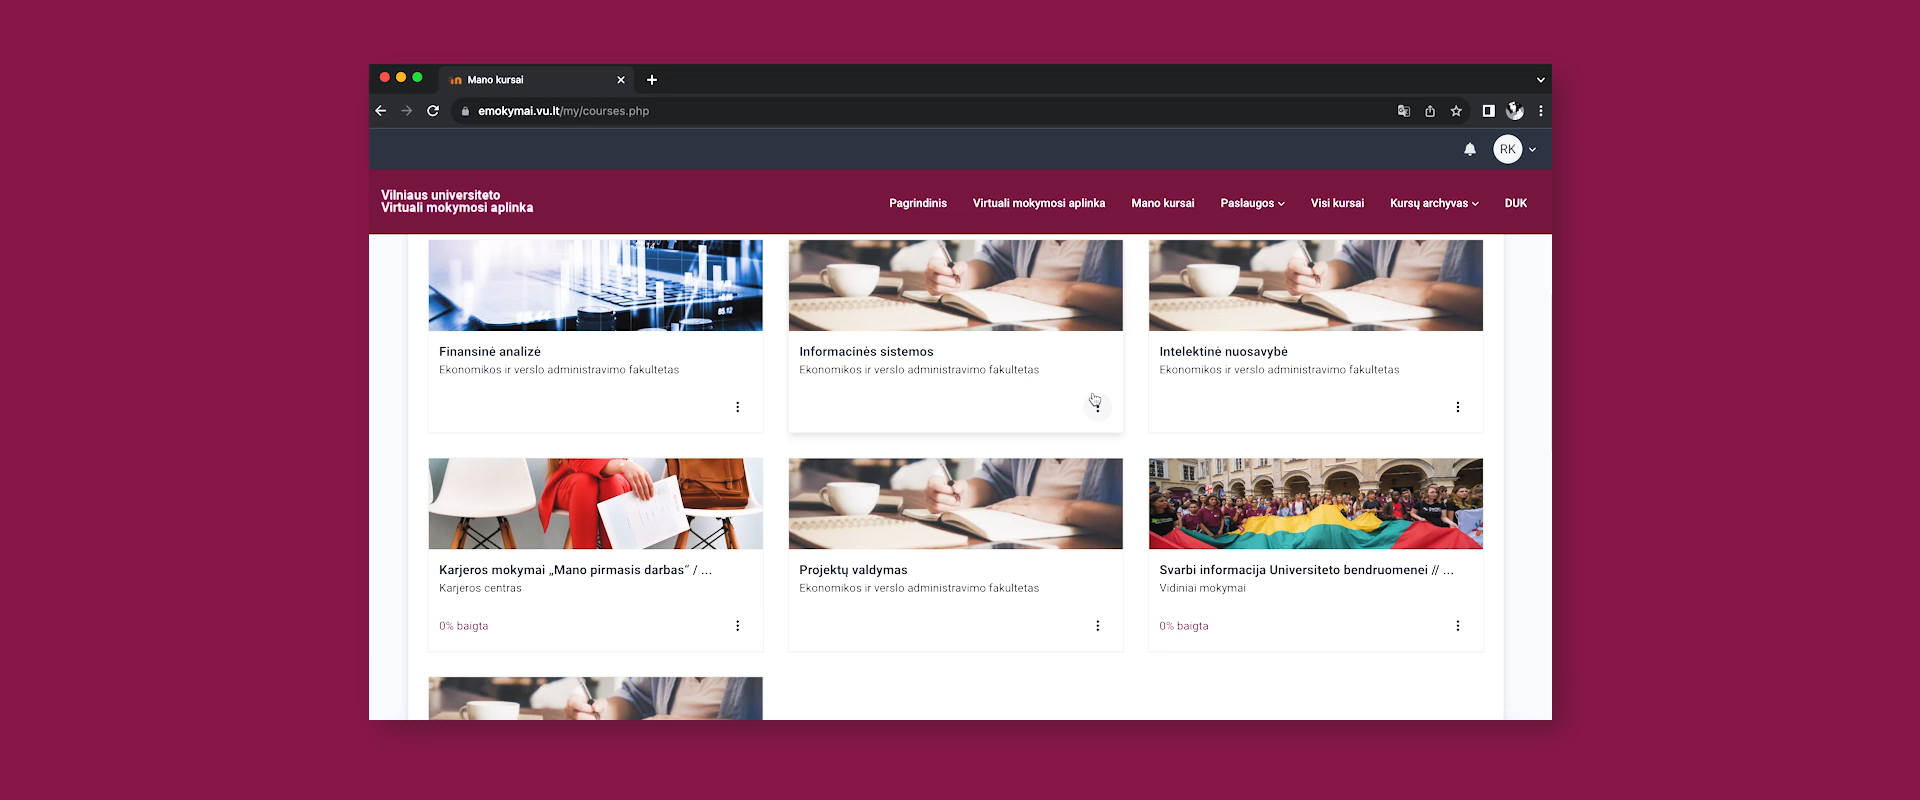 Mano kursai
emokymai.vu.lt/my/courses.php
RK
Vilniaus universiteto
Virtuali mokymosi aplinka
Pagrindinis
Virtuali mokymosi aplinka
Mano kursai
Paslaugos
Visi kursai
Kursų archyvas
DUK
Finansinė analizė
Ekonomikos ir verslo administravimo fakultetas
Informacinės sistemos
Ekonomikos ir verslo administravimo fakultetas
Intelektinė nuosavybė
Ekonomikos ir verslo administravimo fakultetas
Karjeros mokymai „Mano pirmasis darbas“ / ...
Karjeros centras
0% baigta
Projektų valdymas
Ekonomikos ir verslo administravimo fakultetas
Svarbi informacija Universiteto bendruomenei // ...
Vidiniai mokymai
0% baigta